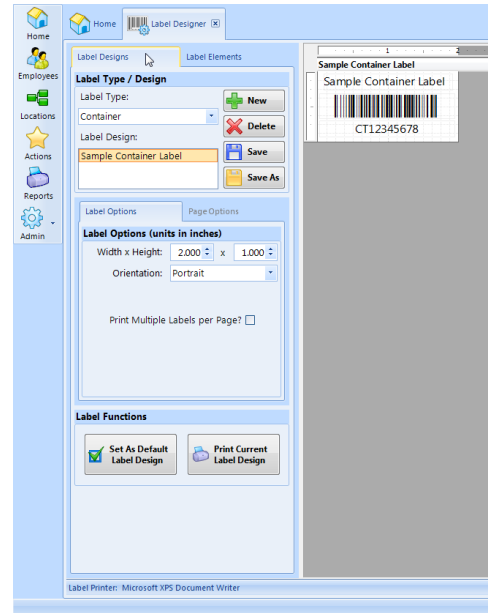 Home
Employees
Locations
Actions
Reports
Admin
Home
Label Designer
Label Designs
Label Elements
Label Type / Design
Label Type:
Container
New
Delete
Label Design:
Sample Container Label
Save
Save As
Label Options
Page Options
Label Options (units in inches)
Width x Height: 2.000 x 1.000
Orientation: Portrait
Print Multiple Labels per Page?
Label Functions
Set As Default
Label Design
Print Current
Label Design
Label Printer: Microsoft XPS Document Writer
1 2
Sample Container Label
Sample Container Label
CT12345678